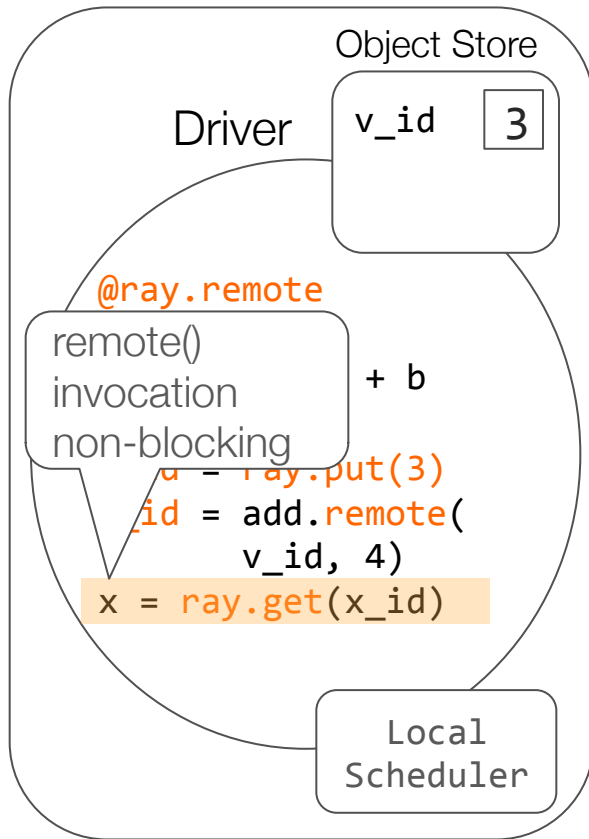 Object Store
v_id 3
Driver
@ray.remote
remote()
invocation
non-blocking
+ b
= ray.put(3)
_id = add.remote(
v_id, 4)
x = ray.get(x_id)
Local
Scheduler